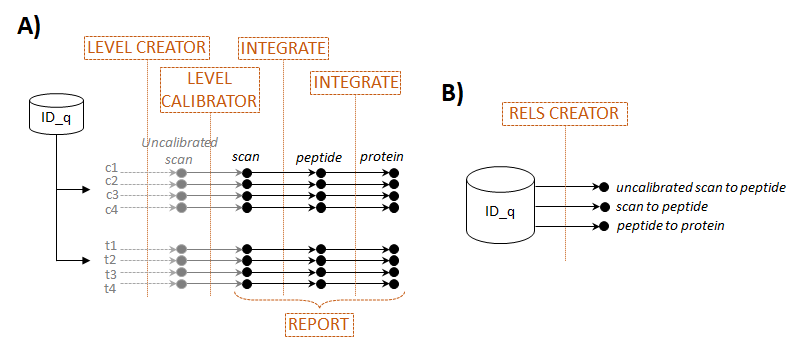 A)
LEVEL CREATOR
INTEGRATE
LEVEL
CALIBRATOR
INTEGRATE
ID_q
Uncalibrated
scan
scan
peptide
protein
c1
c2
c3
c4
t1
t2
t3
t4
REPORT
B)
RELS CREATOR
ID_q
uncalibrated scan to peptide
scan to peptide
peptide to protein